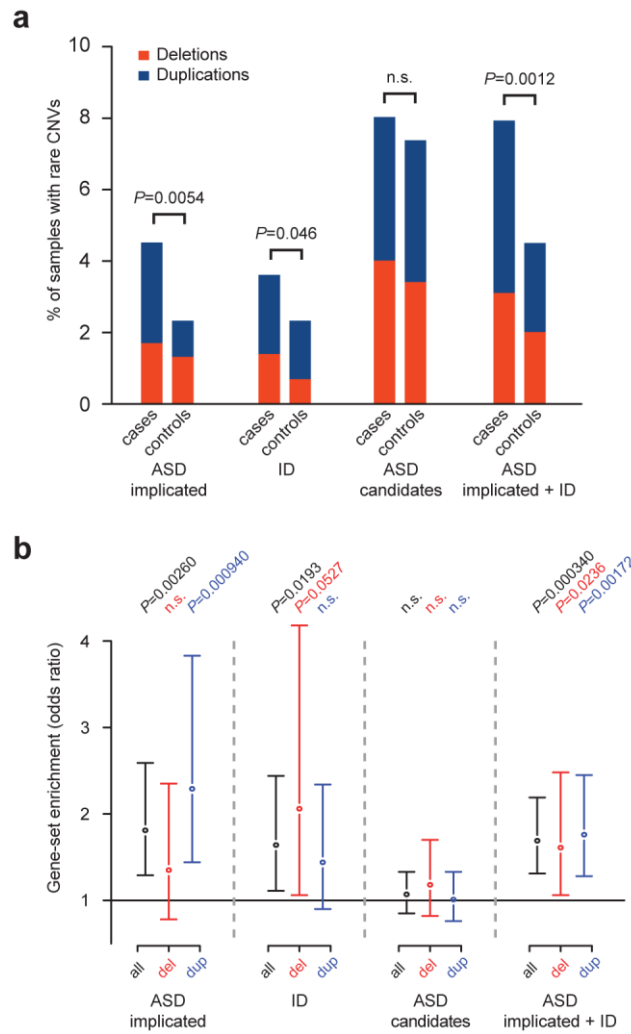 a
10
8
6
4
2
0
% of samples with rare CNVs
Deletions
Duplications
P=0.0054
P=0.046
n.s.
P=0.0012
cases
controls
cases
controls
cases
controls
cases
controls
ASD
implicated
ID
ASD
candidates
ASD
implicated + ID
b
P=0.00260
n.s.
P=0.000940
P=0.0193
P=0.0527
n.s.
n.s.
n.s.
n.s.
P=0.000340
P=0.0236
P=0.00172
4
3
2
1
Gene-set enrichment (odds ratio)
all
del
dup
all
del
dup
all
del
dup
all
del
dup
ASD
implicated
ID
ASD
candidates
ASD
implicated + ID